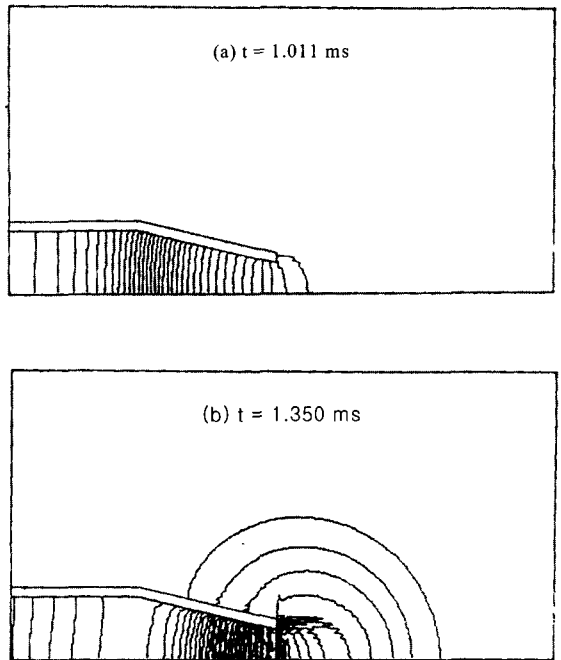 (a) t = 1.011 ms
(b) t = 1.350 ms